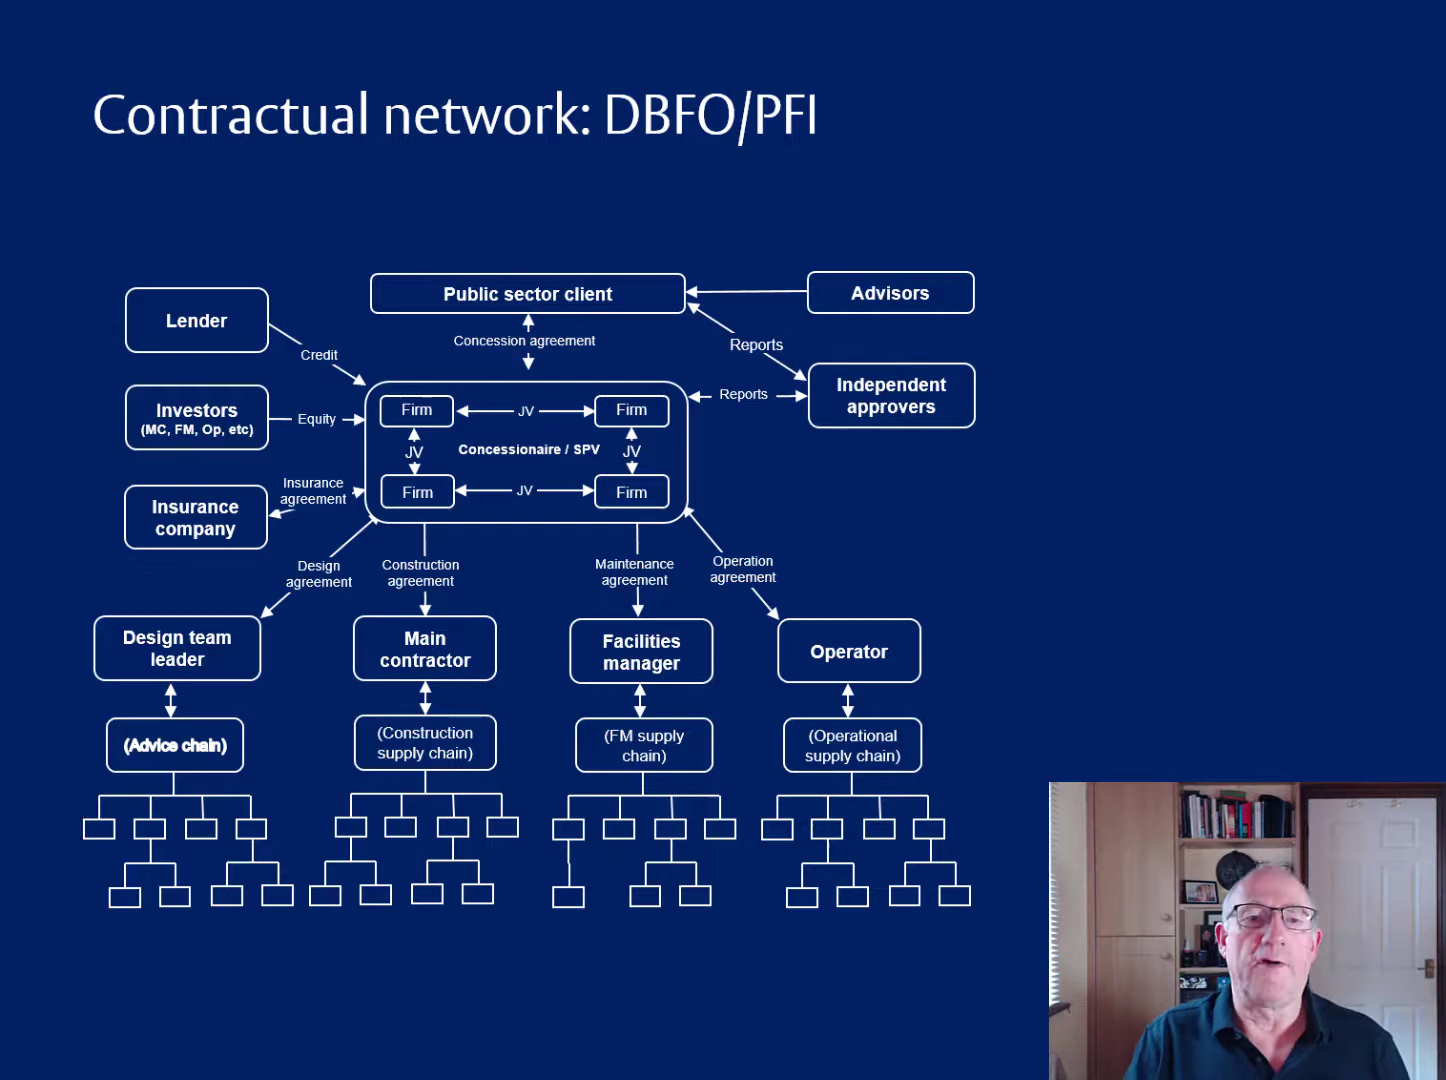 Contractual network: DBFO/PFI
Public sector client
Advisors
Lender
Concession agreement
Reports
Credit
Independent
approvers
Investors
(MC, FM, Op, etc)
Equity
Reports
Firm
JV
Firm
JV
Concessionaire / SPV
JV
Firm
JV
Firm
Insurance
agreement
Insurance
company
Design
agreement
Construction
agreement
Maintenance
agreement
Operation
agreement
Design team
leader
Main
contractor
Facilities
manager
Operator
(Advice chain)
(Construction
supply chain)
(FM supply
chain)
(Operational
supply chain)